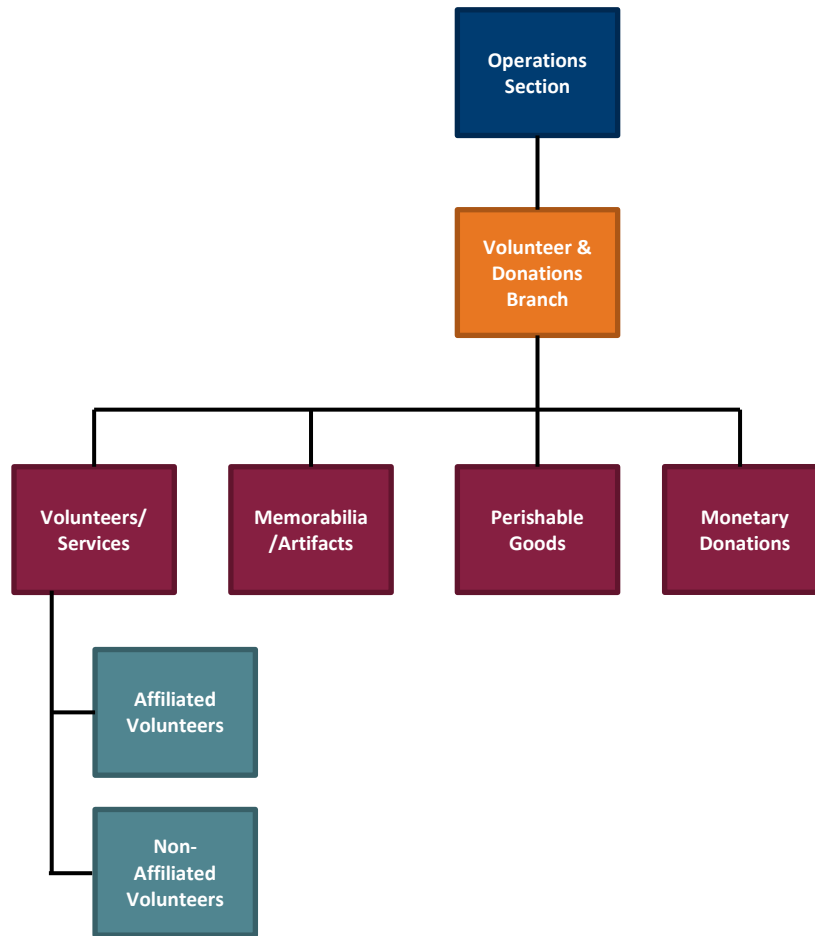 Operations
Section
Volunteer &
Donations
Branch
Volunteers/
Services
Memorabilia
/Artifacts
Perishable
Goods
Monetary
Donations
Affiliated
Volunteers
Non-
Affiliated
Volunteers